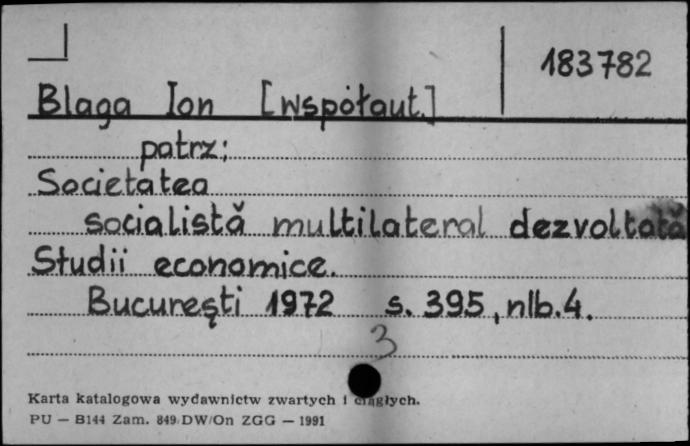 183782
Blaga Ion [współaut.]
patrz:
Societatea
socialistă multilateral dezvoltată
Studii economice.
București 1972 s. 395, nlb. 4.
3
Karta katalogowa wydawnictw zwartych i ciągłych.
PU — B144 Zam. 849/DW/On ZGG — 1991